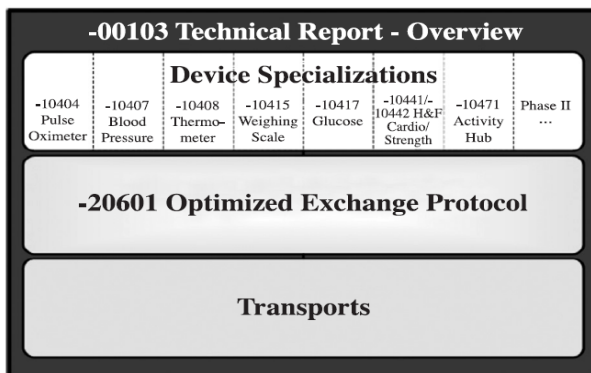 -00103 Technical Report - Overview
Device Specializations
-10404
Pulse
Oximeter
-10407
Blood
Pressure
-10408
Thermo-
meter
-10415
Weighing
Scale
-10417
Glucose
-10441/-
10442 H&F
Cardio/
Strength
-10471
Activity
Hub
Phase II
...
-20601 Optimized Exchange Protocol
Transports